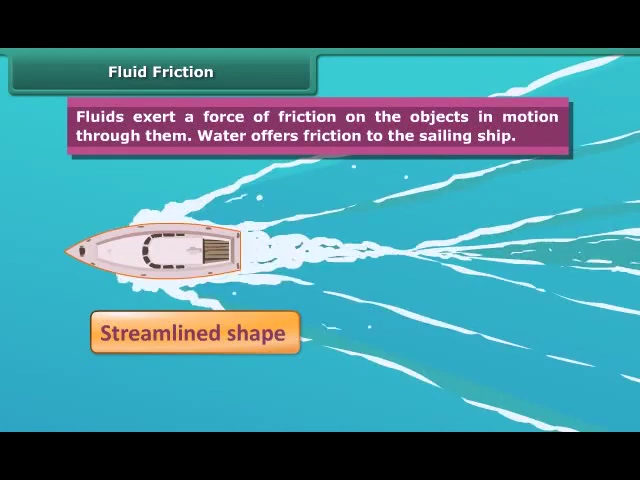 Fluid Friction
Fluids exert a force of friction on the objects in motion
through them. Water offers friction to the sailing ship.
Streamlined shape